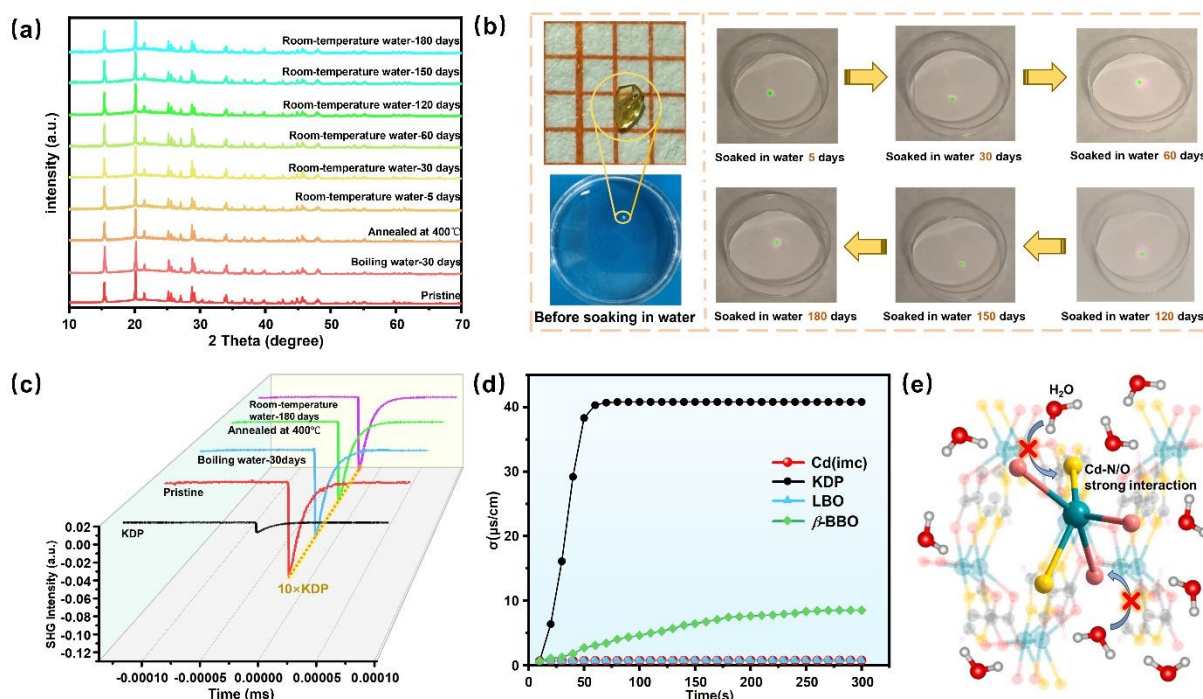 (a)
Room-temperature water-180 days
Room-temperature water-150 days
Room-temperature water-120 days
Room-temperature water-60 days
Room-temperature water-30 days
Room-temperature water-5 days
Annealed at 400℃
Boiling water-30 days
Pristine
intensity (a.u.)
10 20 30 40 50 60 70
2 Theta (degree)
(b)
Before soaking in water
Soaked in water 5 days
Soaked in water 30 days
Soaked in water 60 days
Soaked in water 180 days
Soaked in water 150 days
Soaked in water 120 days
(c)
Room-temperature
water-180 days
Annealed at 400℃
Boiling water-30days
Pristine
KDP
10×KDP
SHG Intensity (a.u.)
0.02
0.00
-0.02
-0.04
-0.06
-0.08
-0.10
-0.12
-0.00010 -0.00005 0.00000 0.00005 0.00010
Time (ms)
(d)
σ(μs/cm)
40
30
20
10
0
Cd(imc)
KDP
LBO
β-BBO
0 50 100 150 200 250 300
Time(s)
(e)
H₂O
Cd-N/O
strong interaction